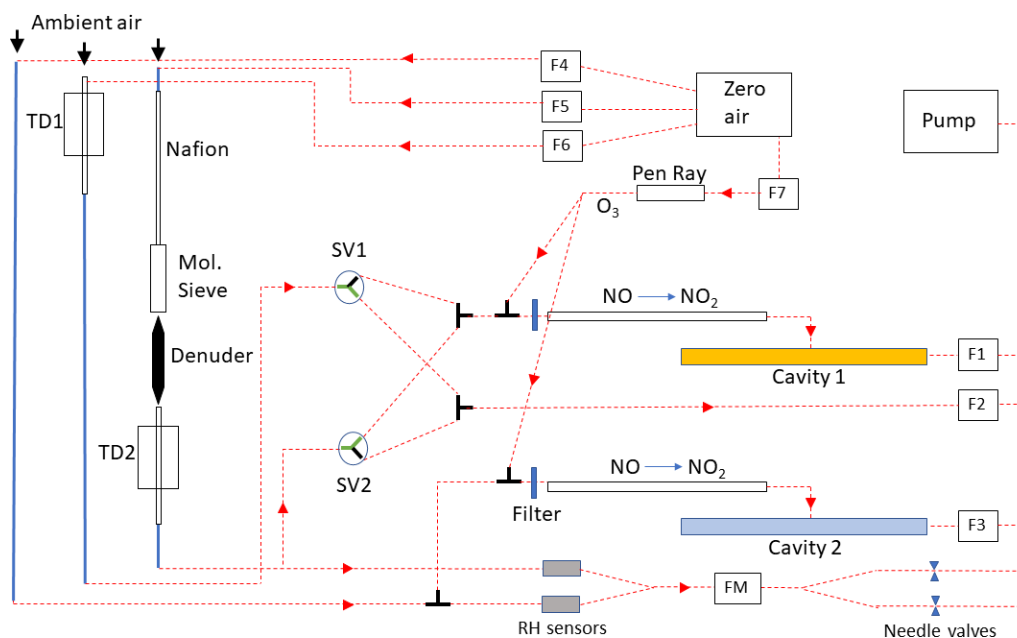 Ambient air
F4
F5
F6
Zero
air
Pump
TD1
Nafion
Pen Ray
F7
O3
SV1
Mol.
Sieve
NO NO2
Denuder
F1
Cavity 1
F2
TD2
SV2
NO NO2
Filter
F3
Cavity 2
FM
RH sensors
Needle valves